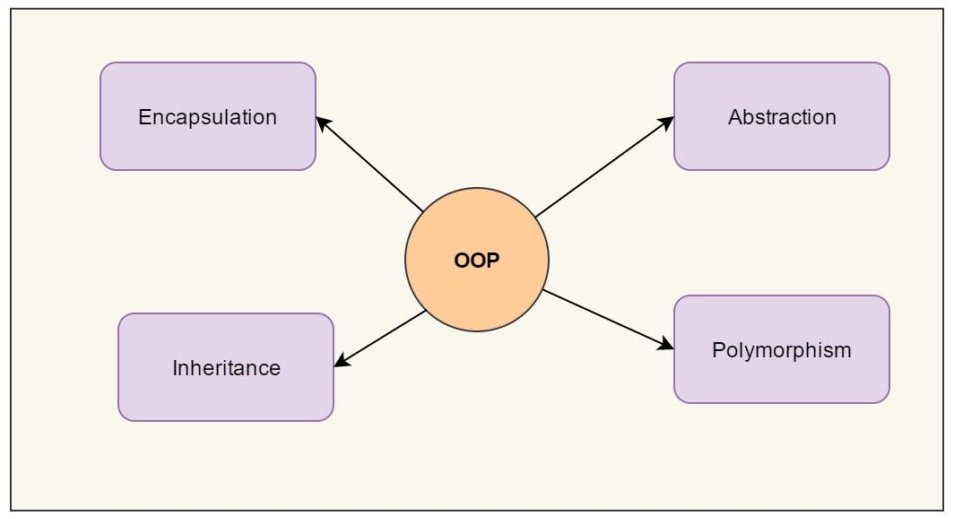 Encapsulation
Abstraction
OOP
Inheritance
Polymorphism